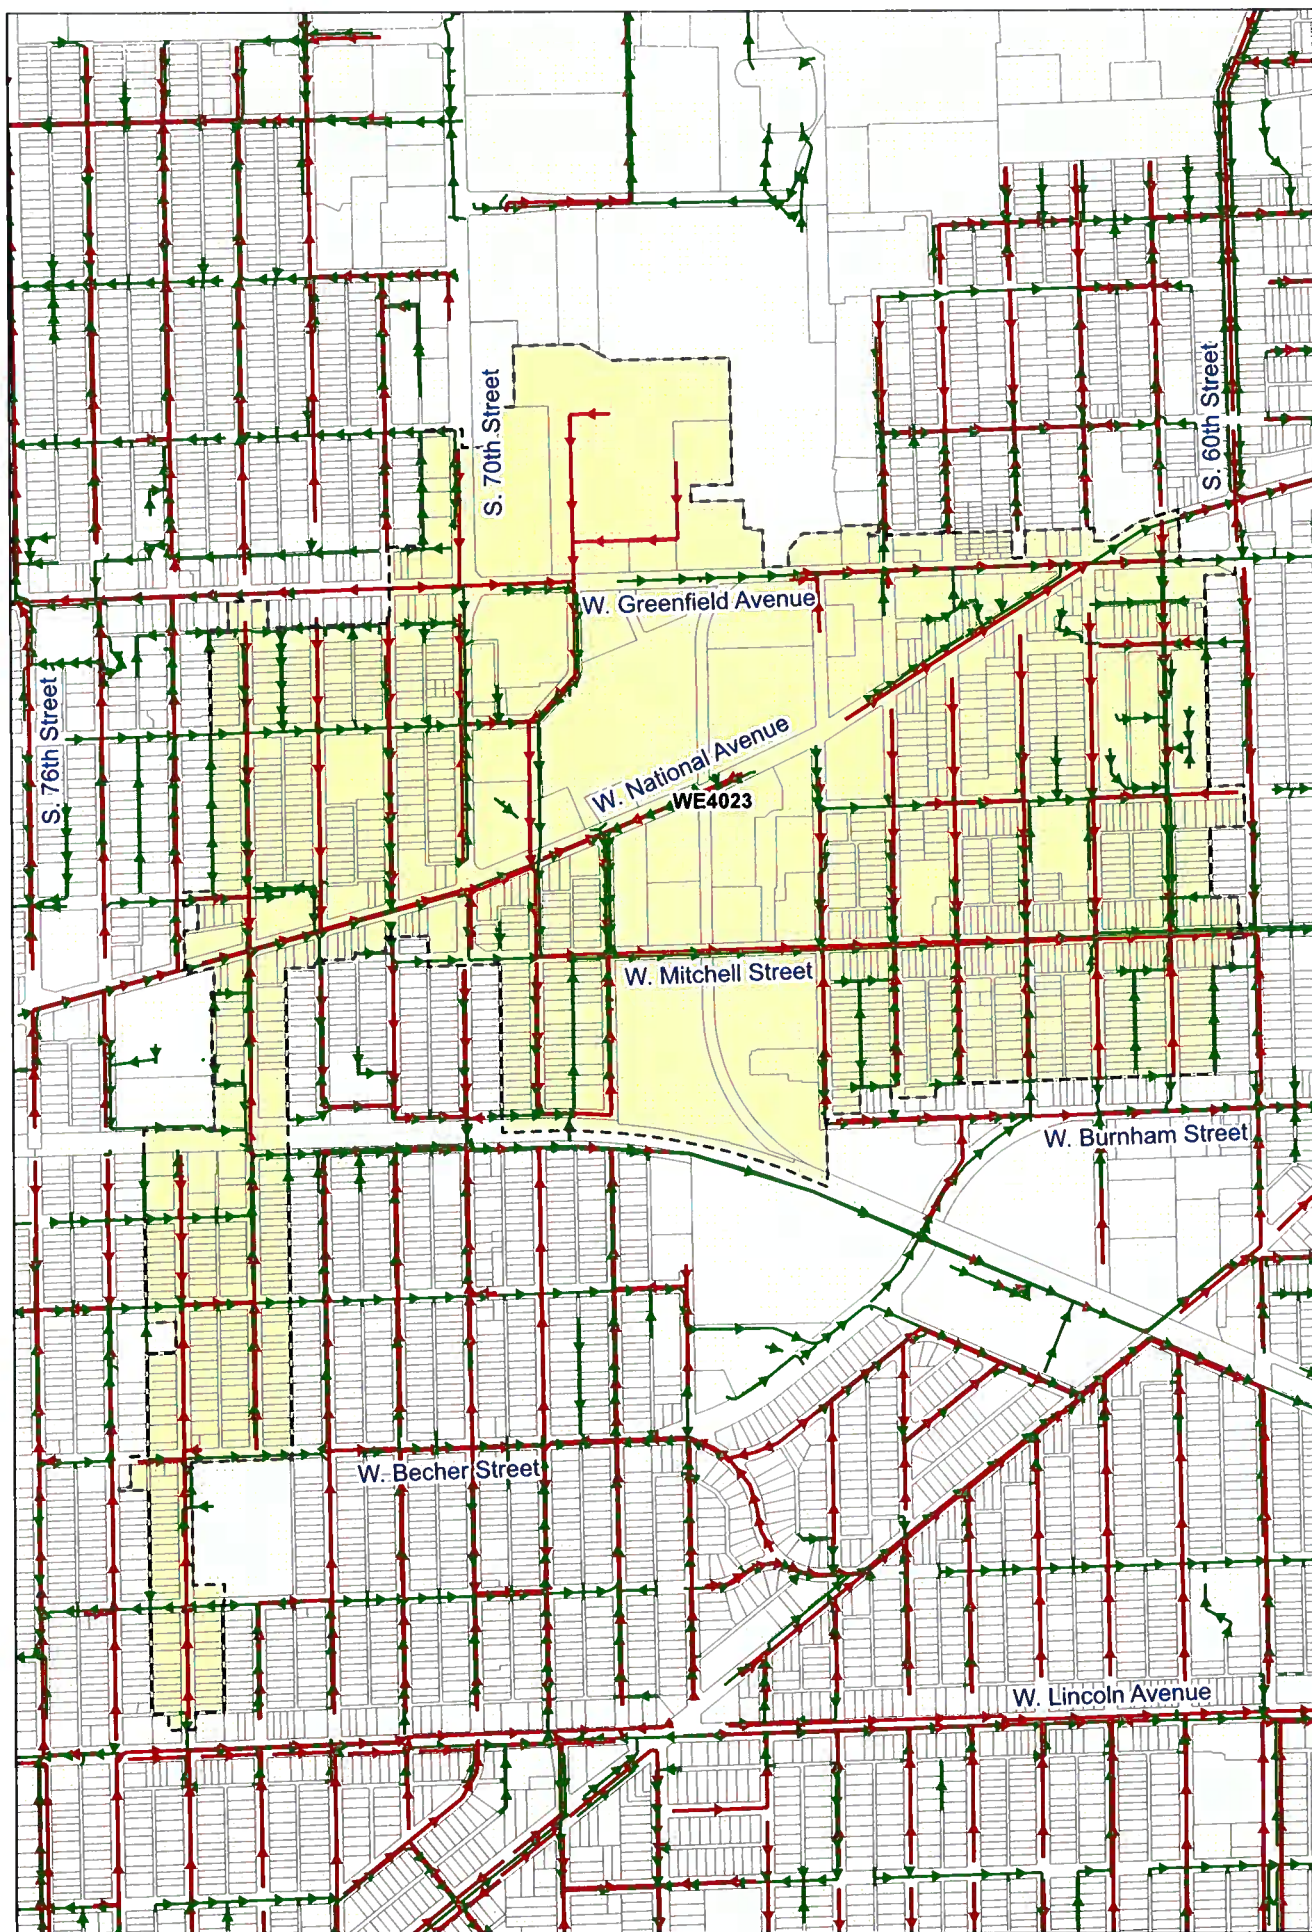 S. 70th Street
S. 60th Street
W. Greenfield Avenue
S. 76th Street
W. National Avenue
WE4023
W. Mitchell Street
W. Burnham Street
W. Becher Street
W. Lincoln Avenue